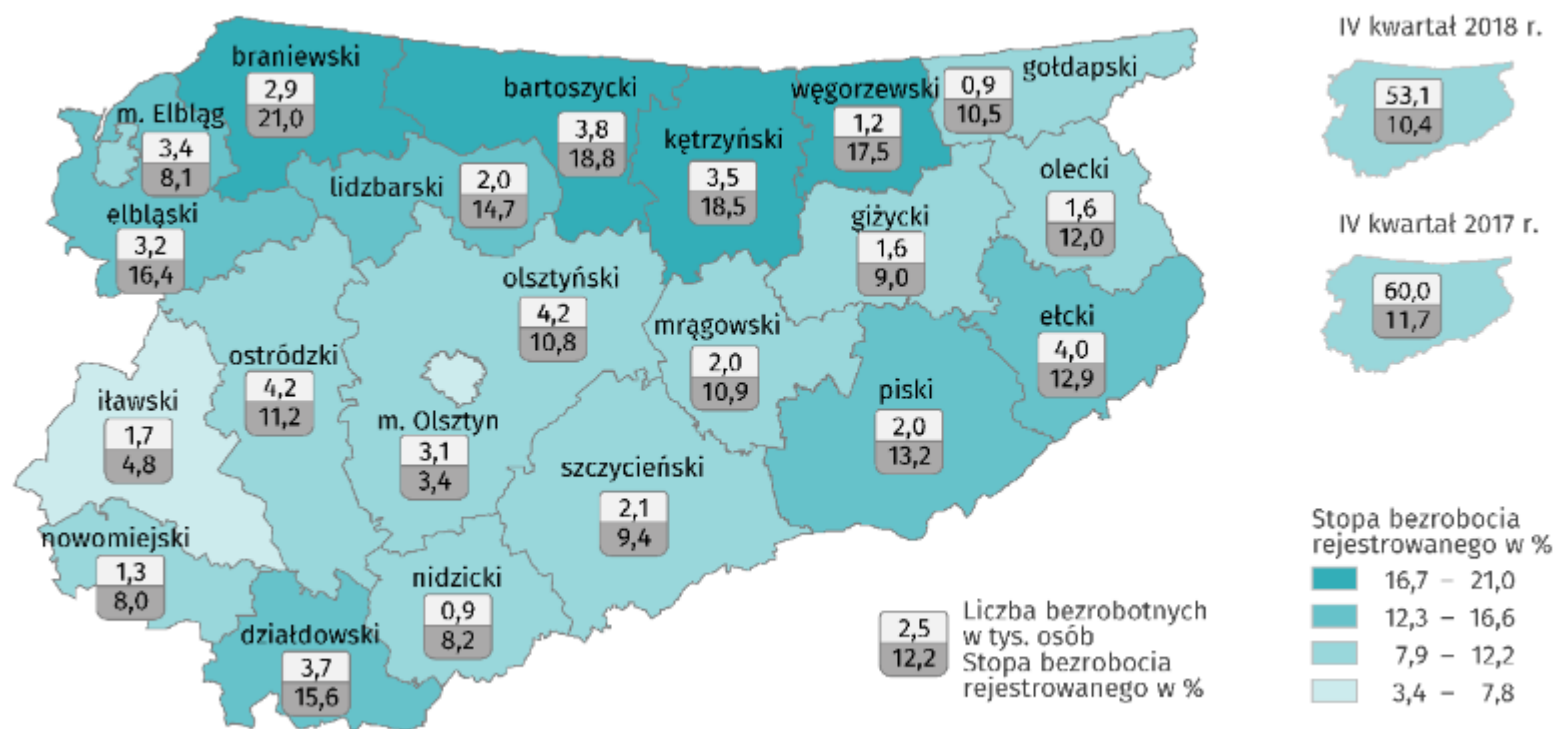 braniewski
2,9
21,0
m. Elbląg
3,4
8,1
elbląski
3,2
16,4
lidzbarski
2,0
14,7
bartoszycki
3,8
18,8
kętrzyński
3,5
18,5
węgorzewski
1,2
17,5
gołdapski
0,9
10,5
olecki
1,6
12,0
giżycki
1,6
9,0
ełcki
4,0
12,9
olsztyński
4,2
10,8
mrągowski
2,0
10,9
piski
2,0
13,2
ostródzki
4,2
11,2
iławski
1,7
4,8
m. Olsztyn
3,1
3,4
szczycieński
2,1
9,4
nowomiejski
1,3
8,0
nidzicki
0,9
8,2
działdowski
3,7
15,6
IV kwartał 2018 r.
53,1
10,4
IV kwartał 2017 r.
60,0
11,7
2,5
12,2
Liczba bezrobotnych
w tys. osób
Stopa bezrobocia
rejestrowanego w %
Stopa bezrobocia
rejestrowanego w %
16,7 – 21,0
12,3 – 16,6
7,9 – 12,2
3,4 – 7,8